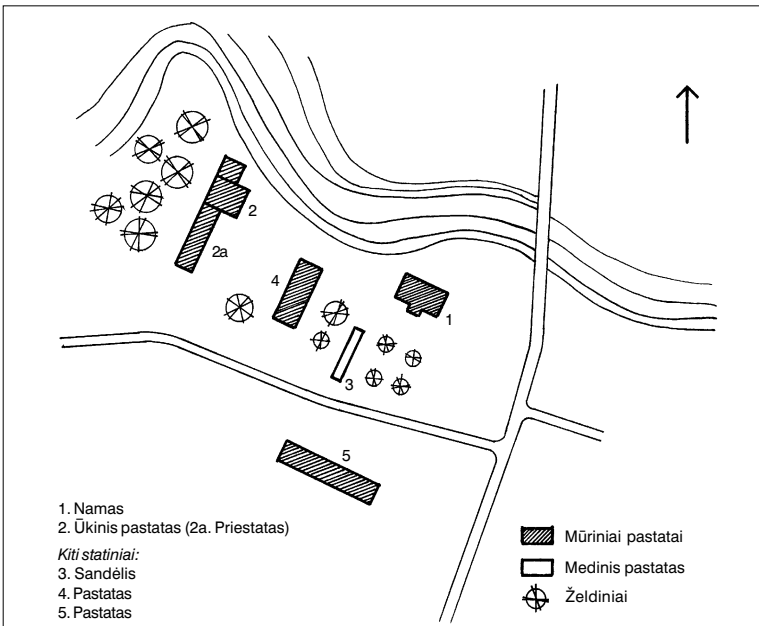 2
2a
4
1
3
5
1. Namas
2. Ūkinis pastatas (2a. Priestatas)
Kiti statiniai:
3. Sandėlis
4. Pastatas
5. Pastatas
Mūriniai pastatai
Medinis pastatas
Želdiniai